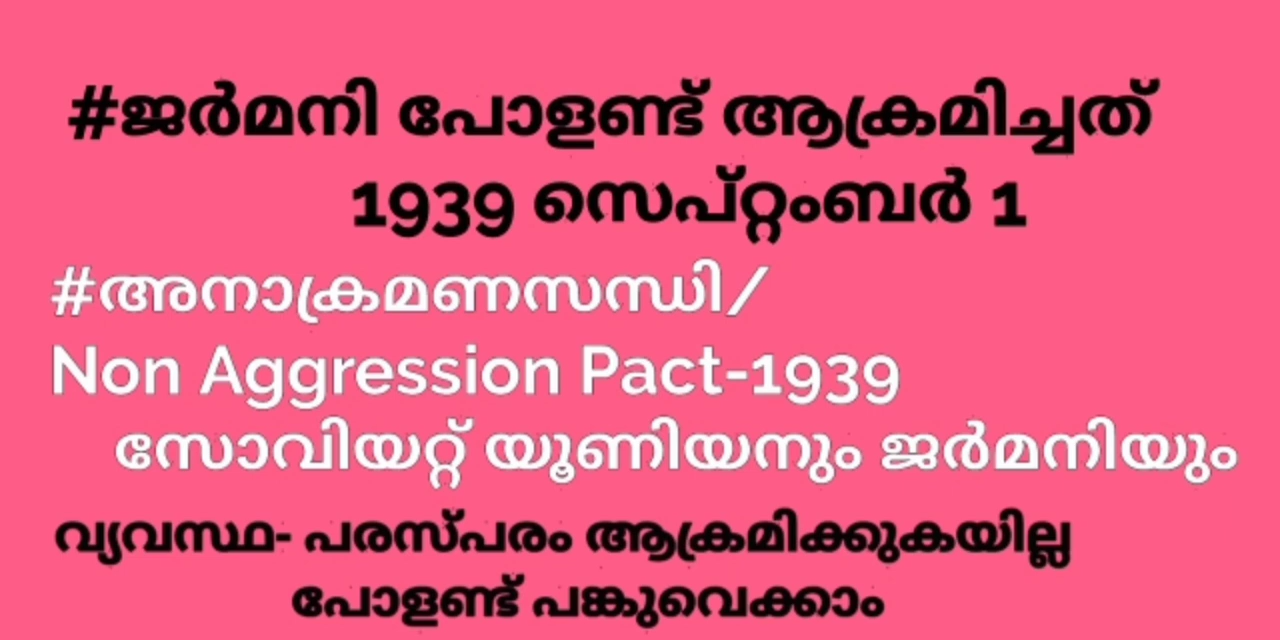 #ജർമനി പോളണ്ട് ആക്രമിച്ചത്
1939 സെപ്റ്റംബർ 1
#അനാക്രമണസന്ധി/
Non Aggression Pact-1939
സോവിയറ്റ് യൂണിയനും ജർമനിയും
വ്യവസ്ഥ- പരസ്പരം ആക്രമിക്കുകയില്ല
പോളണ്ട് പങ്കുവെക്കാം